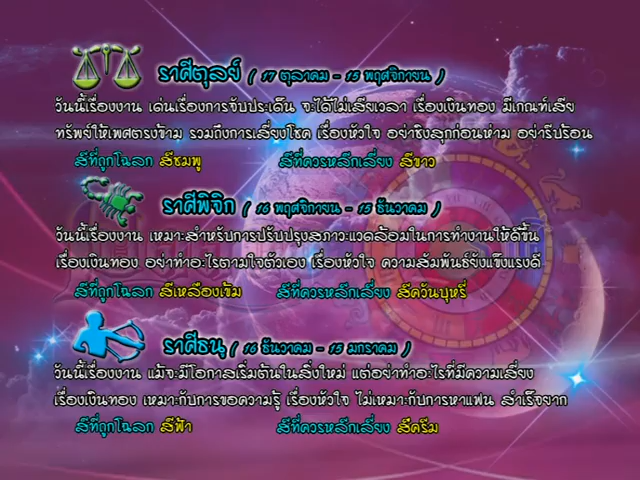 ราศีตุลย์ ( 17 ตุลาคม - 15 พฤศจิกายน )
วันนี้เรื่องงาน เด่นเรื่องการจับประเด็น จะได้ไม่เสียเวลา เรื่องเงินทอง มีเกณฑ์เสีย
ทรัพย์ให้เพศตรงข้าม รวมถึงการเสี่ยงโชค เรื่องหัวใจ อย่าชิงสุกก่อนห่าม อย่ารีบร้อน
สีที่ถูกโฉลก สีชมพู สีที่ควรหลีกเลี่ยง สีขาว
ราศีพิจิก ( 16 พฤศจิกายน - 15 ธันวาคม )
วันนี้เรื่องงาน เหมาะสำหรับการปรับปรุงสภาวะแวดล้อมในการทำงานให้ดีขึ้น
เรื่องเงินทอง อย่าทำอะไรตามใจตัวเอง เรื่องหัวใจ ความสัมพันธ์ยังแข็งแรงดี
สีที่ถูกโฉลก สีเหลืองเข้ม สีที่ควรหลีกเลี่ยง สีควันบุหรี่
ราศีธนู ( 16 ธันวาคม - 15 มกราคม )
วันนี้เรื่องงาน แม้จะมีโอกาสเริ่มต้นในสิ่งใหม่ แต่อย่าทำอะไรที่มีความเสี่ยง
เรื่องเงินทอง เหมาะกับการขอความรู้ เรื่องหัวใจ ไม่เหมาะกับการหาแฟน สำเร็จยาก
สีที่ถูกโฉลก สีฟ้า สีที่ควรหลีกเลี่ยง สีครีม